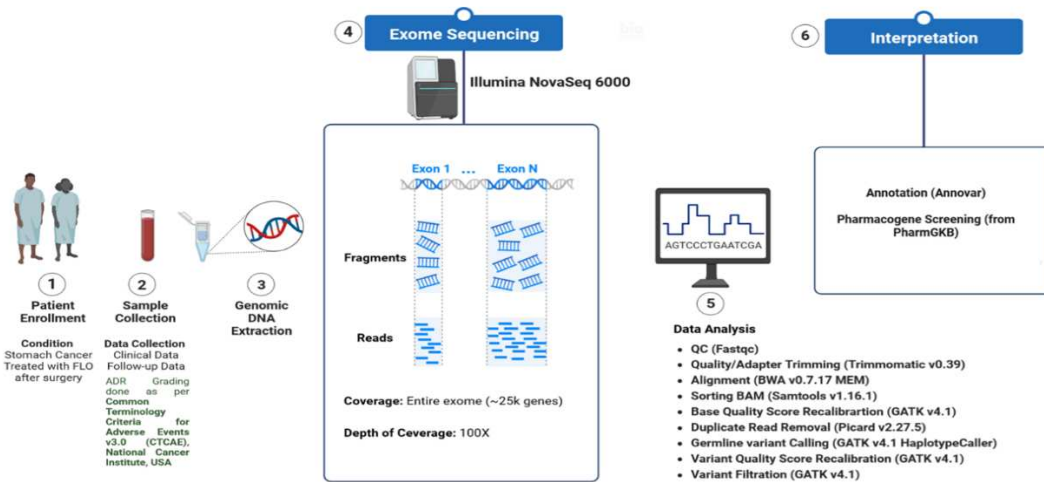 1
Patient
Enrollment
Condition
Stomach Cancer
Treated with FLO
after surgery
2
Sample
Collection
Data Collection
Clinical Data
Follow-up Data
ADR Grading
done as per
Common
Terminology
Criteria for
Adverse Events
v3.0 (CTCAE),
National Cancer
Institute, USA
3
Genomic
DNA
Extraction
4
Exome Sequencing
Illumina NovaSeq 6000
Exon 1 ... Exon N
Fragments
Reads
Coverage: Entire exome (~25k genes)
Depth of Coverage: 100X
AGTCCCTGAATCGA
5
Data Analysis
• QC (Fastqc)
• Quality/Adapter Trimming (Trimmomatic v0.39)
• Alignment (BWA v0.7.17 MEM)
• Sorting BAM (Samtools v1.16.1)
• Base Quality Score Recalibrartion (GATK v4.1)
• Duplicate Read Removal (Picard v2.27.5)
• Germline variant Calling (GATK v4.1 HaplotypeCaller)
• Variant Quality Score Recalibration (GATK v4.1)
• Variant Filtration (GATK v4.1)
6
Interpretation
Annotation (Annovar)
Pharmacogene Screening (from
PharmGKB)